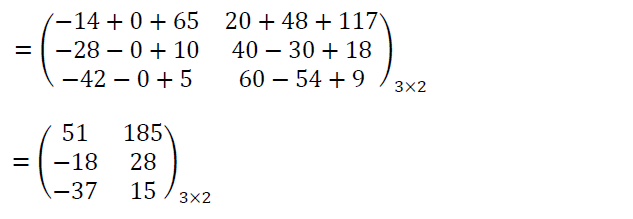 = (−14 + 0 + 65 20 + 48 + 117
−28 − 0 + 10 40 − 30 + 18
−42 − 0 + 5 60 − 54 + 9)3×2
= (51 185
−18 28
−37 15)3×2